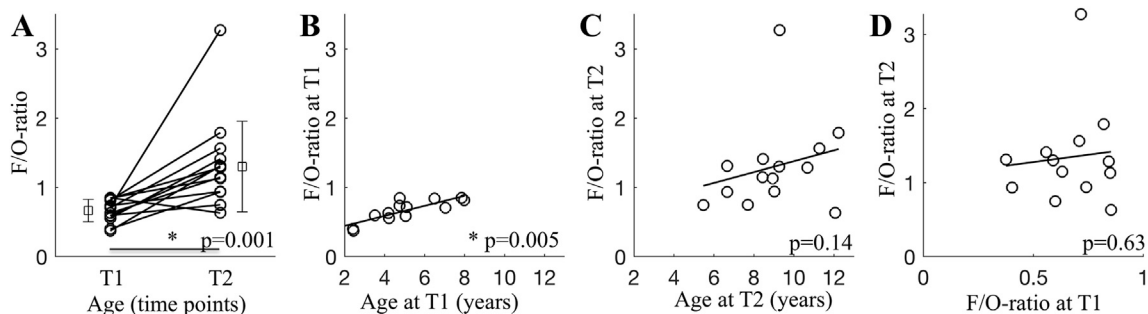 A
F/O-ratio
3
2
1
0
* p=0.001
T1 T2
Age (time points)
B
F/O-ratio at T1
3
2
1
0
* p=0.005
2 4 6 8 10 12
Age at T1 (years)
C
F/O-ratio at T2
3
2
1
0
p=0.14
4 6 8 10 12
Age at T2 (years)
D
F/O-ratio at T2
3
2
1
0
p=0.63
0 0.5 1
F/O-ratio at T1